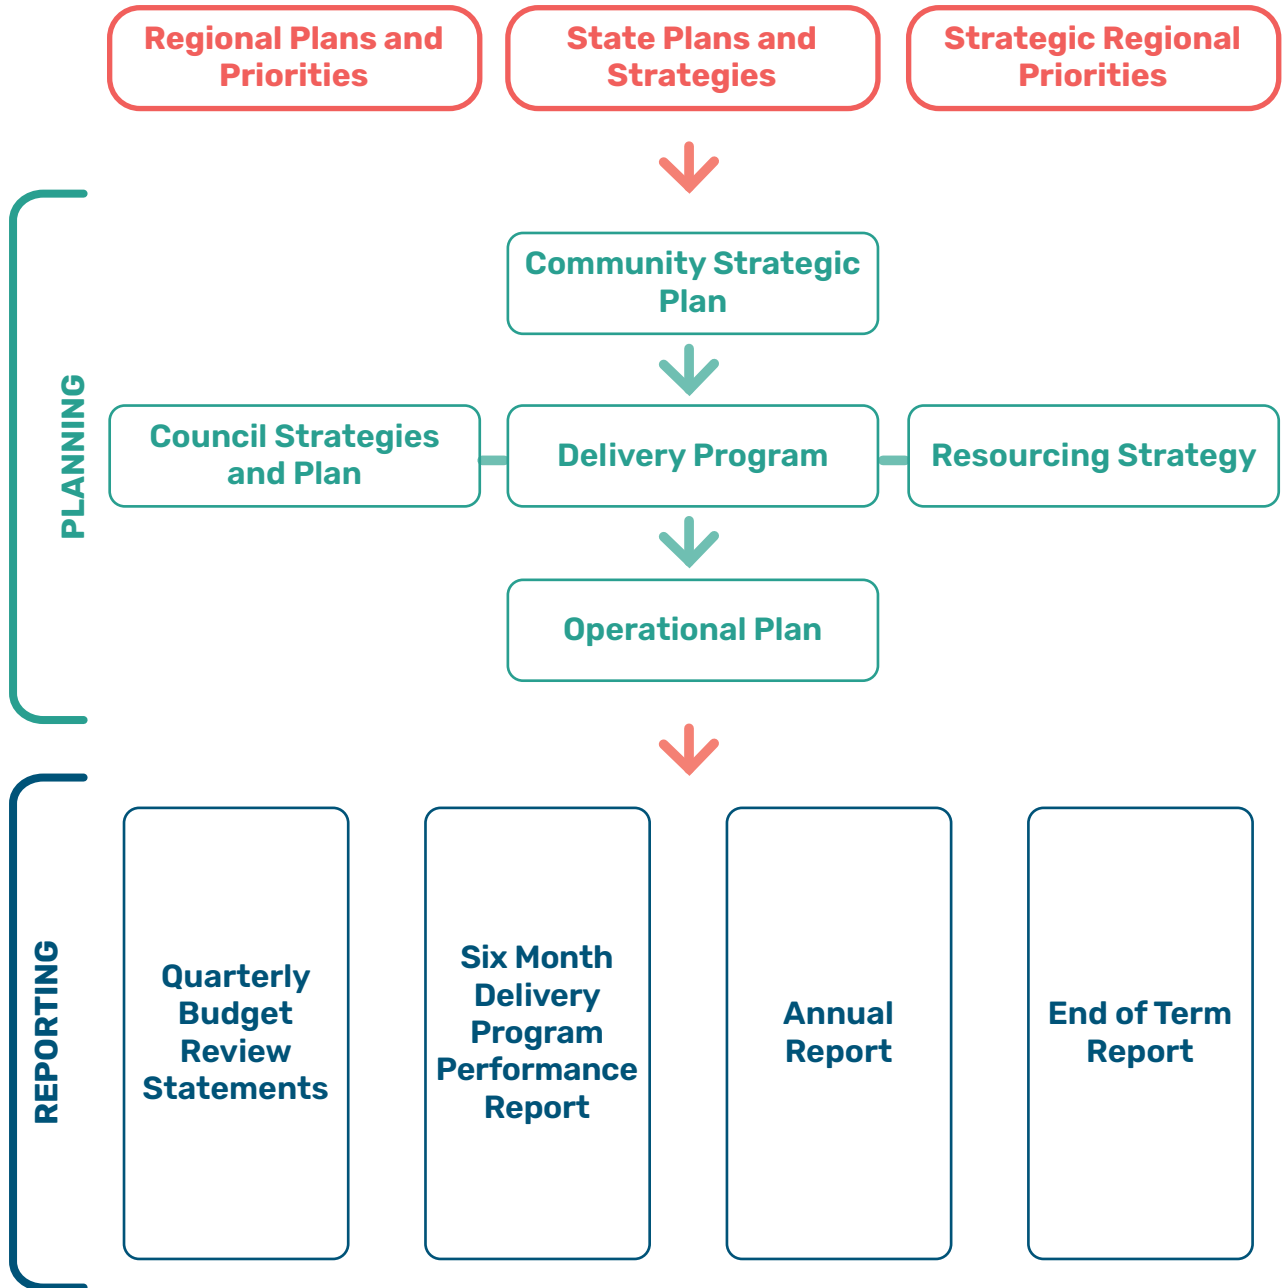 Regional Plans and
Priorities
State Plans and
Strategies
Strategic Regional
Priorities
PLANNING
Community Strategic
Plan
Council Strategies
and Plan
Delivery Program
Resourcing Strategy
Operational Plan
REPORTING
Quarterly
Budget
Review
Statements
Six Month
Delivery
Program
Performance
Report
Annual
Report
End of Term
Report